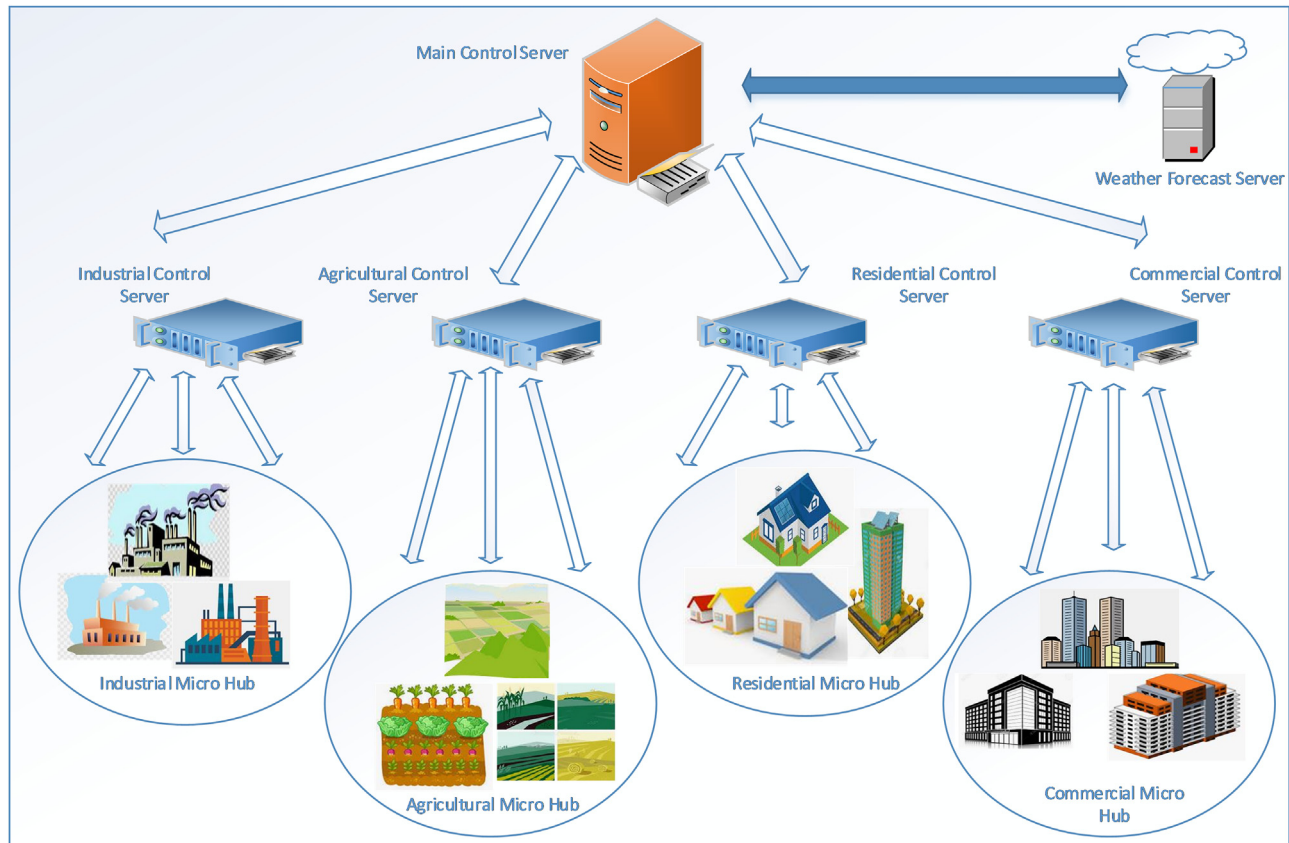 Main Control Server
Weather Forecast Server
Industrial Control
Server
Agricultural Control
Server
Residential Control
Server
Commercial Control
Server
Industrial Micro Hub
Agricultural Micro Hub
Residential Micro Hub
Commercial Micro
Hub